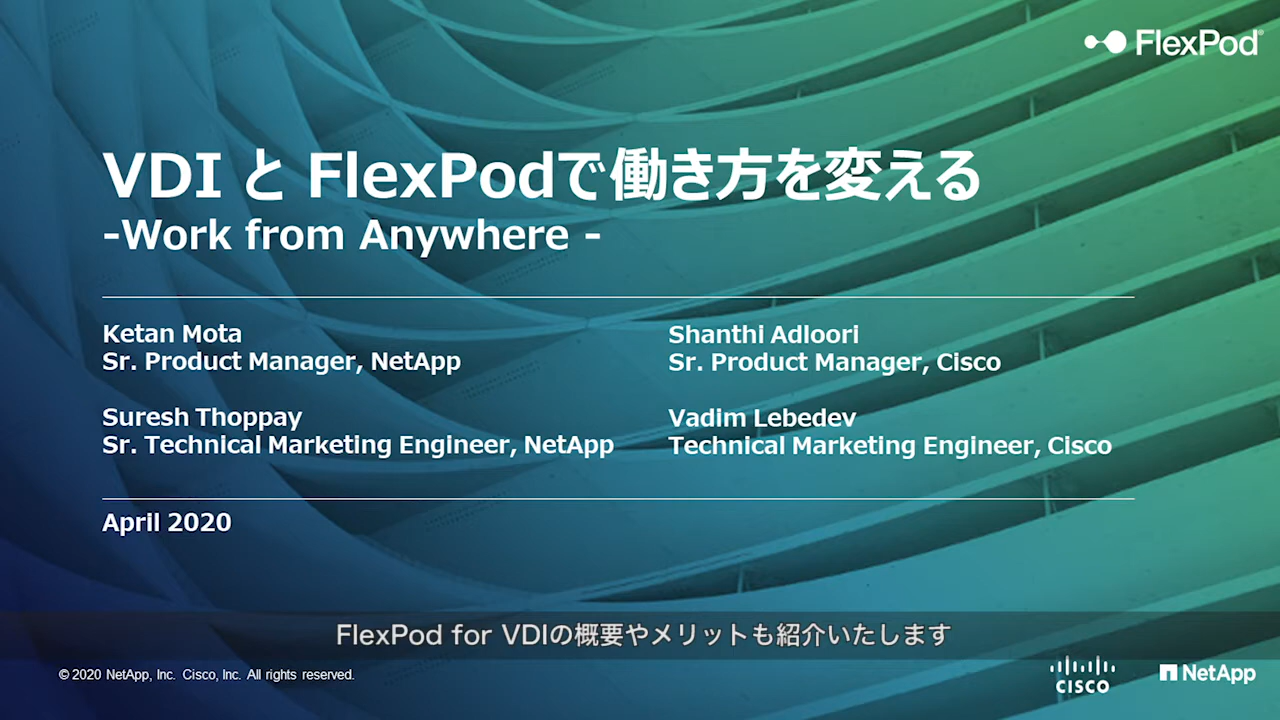 FlexPod®
VDI と FlexPodで働き方を変える
-Work from Anywhere -
Ketan Mota
Sr. Product Manager, NetApp
Shanthi Adloori
Sr. Product Manager, Cisco
Suresh Thoppay
Sr. Technical Marketing Engineer, NetApp
Vadim Lebedev
Technical Marketing Engineer, Cisco
April 2020
FlexPod for VDIの概要やメリットも紹介いたします
© 2020 NetApp, Inc. Cisco, Inc. All rights reserved.
CISCO
NetApp